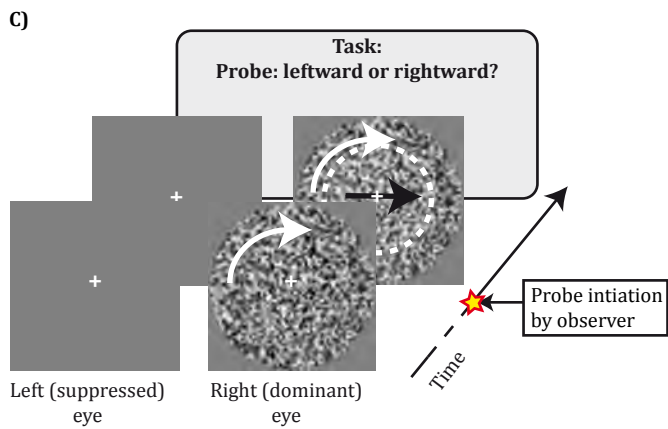 C)
Task:
Probe: leftward or rightward?
Probe intiation
by observer
Time
Left (suppressed)
eye
Right (dominant)
eye